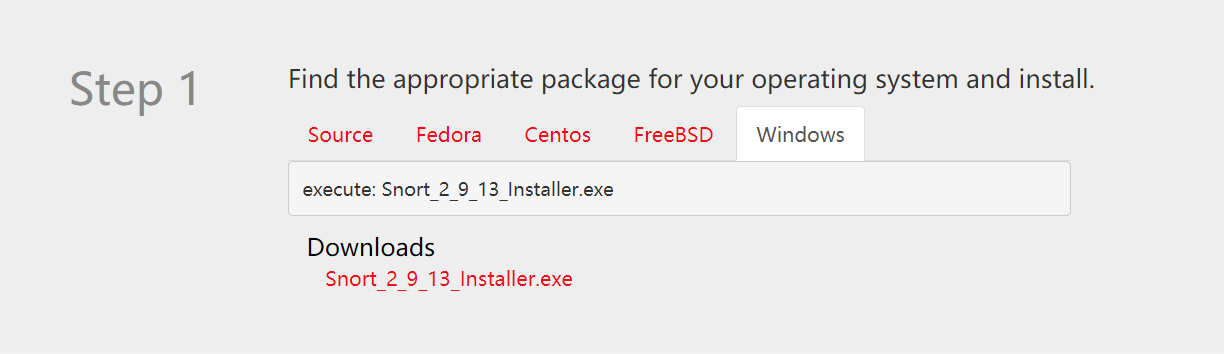 Step 1
Find the appropriate package for your operating system and install.
Source Fedora Centos FreeBSD Windows
execute: Snort_2_9_13_Installer.exe
Downloads
Snort_2_9_13_Installer.exe